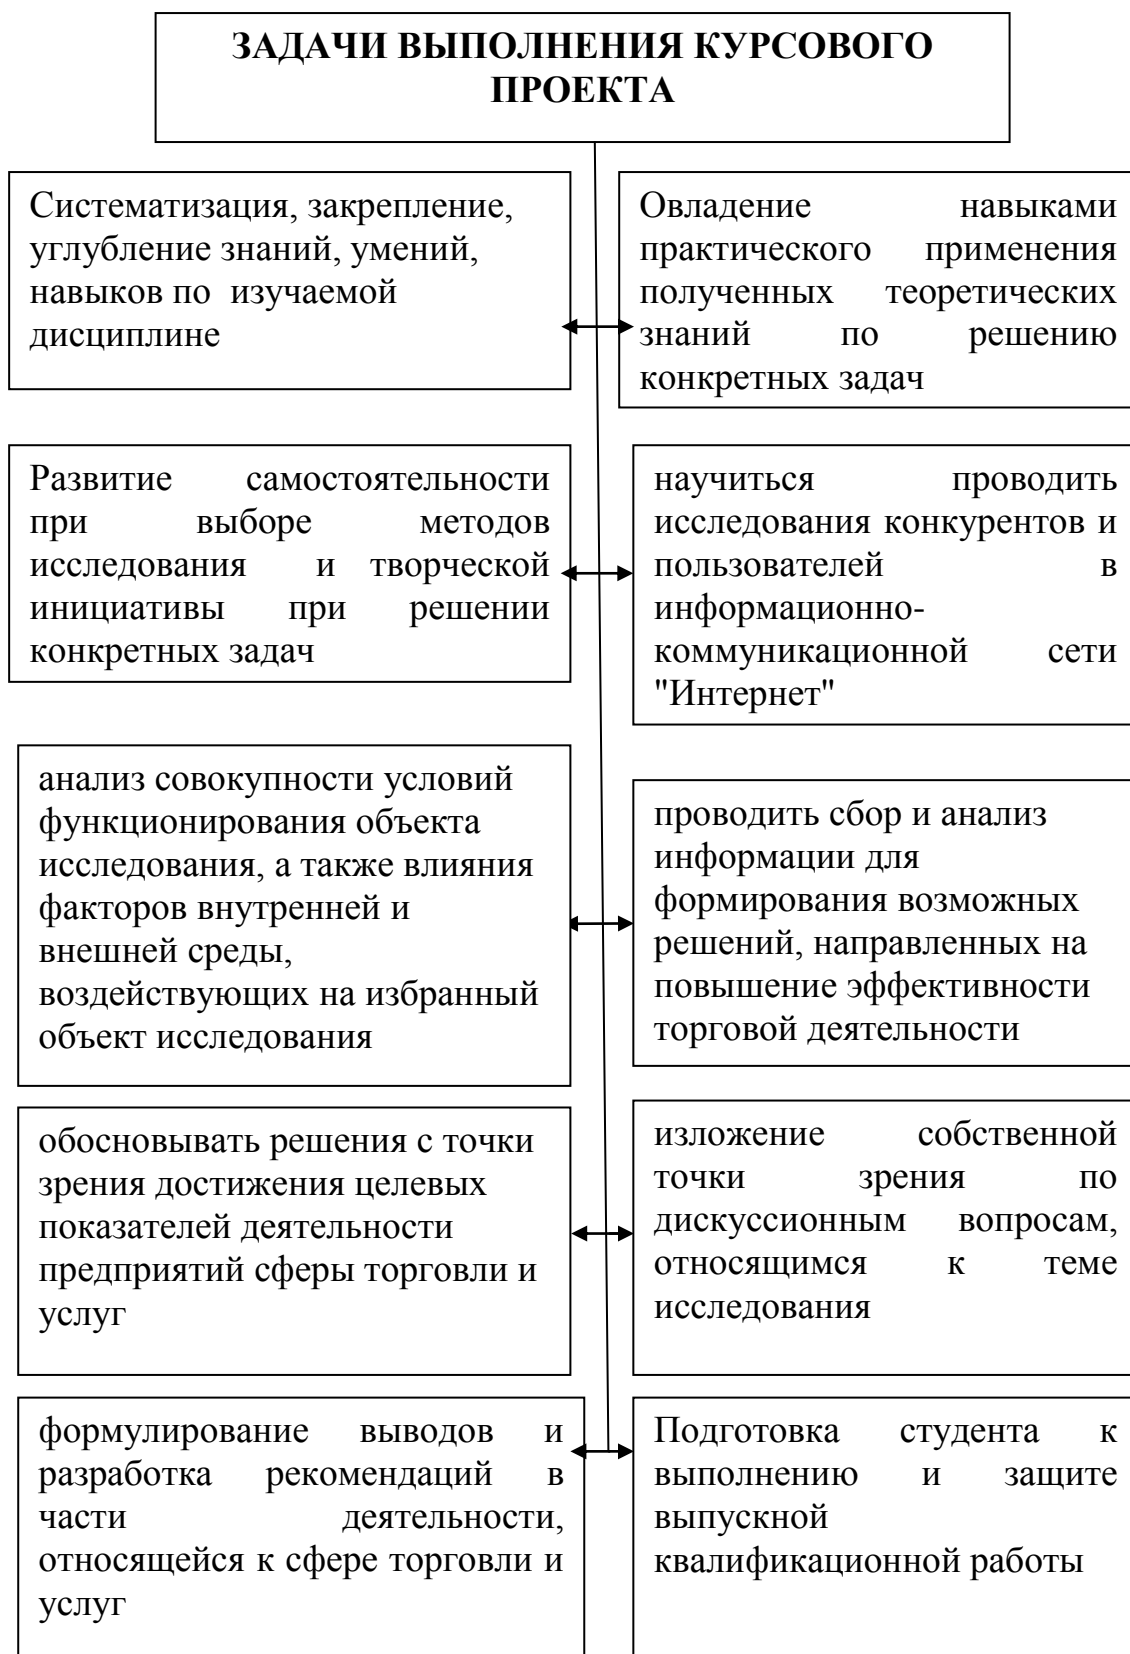 ЗАДАЧИ ВЫПОЛНЕНИЯ КУРСОВОГО
ПРОЕКТА
Систематизация, закрепление,
углубление знаний, умений,
навыков по изучаемой
дисциплине
Овладение навыками
практического применения
полученных теоретических
знаний по решению
конкретных задач
Развитие самостоятельности
при выборе методов
исследования и творческой
инициативы при решении
конкретных задач
научиться проводить
исследования конкурентов и
пользователей в
информационно-
коммуникационной сети
"Интернет"
анализ совокупности условий
функционирования объекта
исследования, а также влияния
факторов внутренней и
внешней среды,
воздействующих на избранный
объект исследования
проводить сбор и анализ
информации для
формирования возможных
решений, направленных на
повышение эффективности
торговой деятельности
обосновывать решения с точки
зрения достижения целевых
показателей деятельности
предприятий сферы торговли и
услуг
изложение собственной
точки зрения по
дискуссионным вопросам,
относящимся к теме
исследования
формулирование выводов и
разработка рекомендаций в
части деятельности,
относящейся к сфере торговли и
услуг
Подготовка студента к
выполнению и защите
выпускной
квалификационной работы